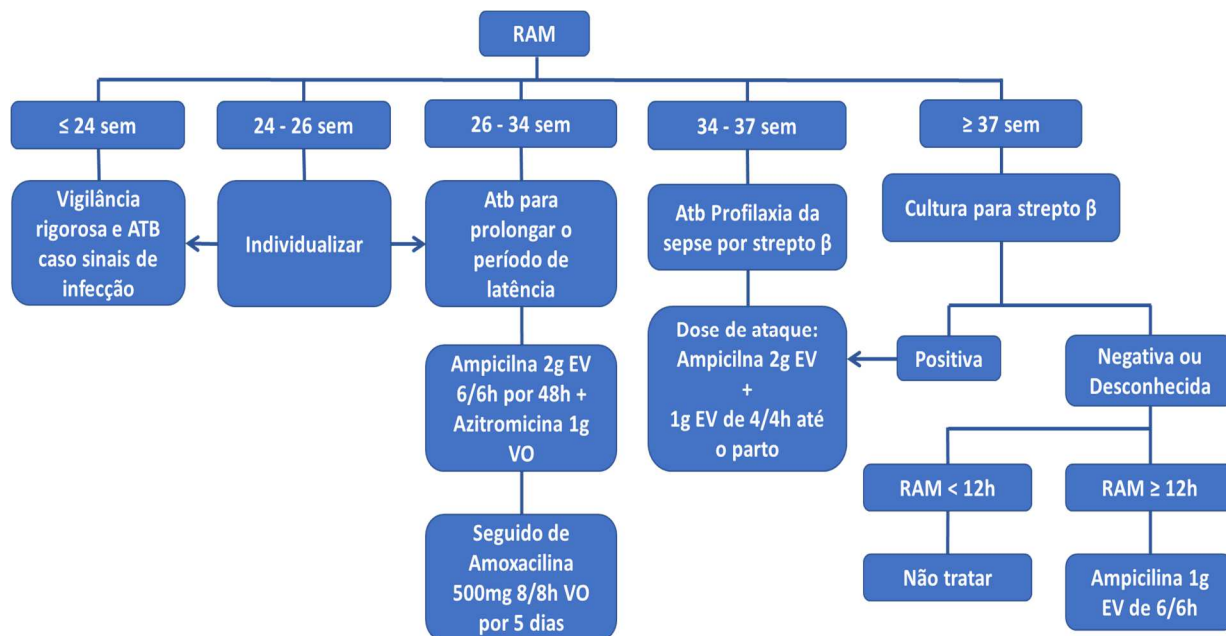 RAM
≤ 24 sem
24 - 26 sem
26 - 34 sem
34 - 37 sem
≥ 37 sem
Vigilância
rigorosa e ATB
caso sinais de
infecção
Individualizar
Atb para
prolongar o
período de
latência
Atb Profilaxia da
sepse por strepto β
Cultura para strepto β
Ampicilna 2g EV
6/6h por 48h +
Azitromicina 1g
VO
Dose de ataque:
Ampicilna 2g EV
+
1g EV de 4/4h até
o parto
Positiva
Negativa ou
Desconhecida
RAM < 12h
RAM ≥ 12h
Seguido de
Amoxacilina
500mg 8/8h VO
por 5 dias
Não tratar
Ampicilina 1g
EV de 6/6h